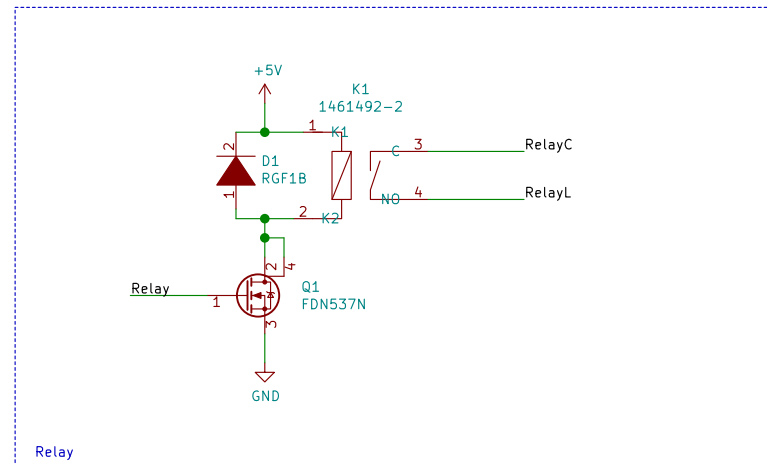 +5V
K1
1461492-2
1
K1
2
D1
RGF1B
1
C
3
RelayC
NO
4
RelayL
2
K2
2
4
Relay
1
Q1
FDN537N
3
GND
Relay